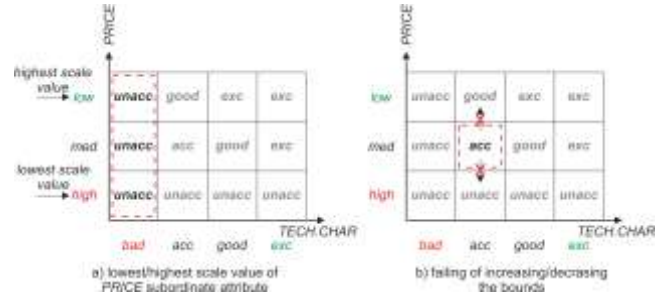 PRICE
highest scale
value
low
unacc good exc exc
med
unacc acc good exc
lowest scale
value
high
unacc unacc unacc unacc
TECH.CHAR
bad acc good exc
a) lowest/highest scale value of
PRICE subordinate attribute
PRICE
low
unacc good exc exc
med
unacc acc good exc
high
unacc unacc unacc unacc
TECH.CHAR
bad acc good exc
b) failing of increasing/decrasing
the bounds